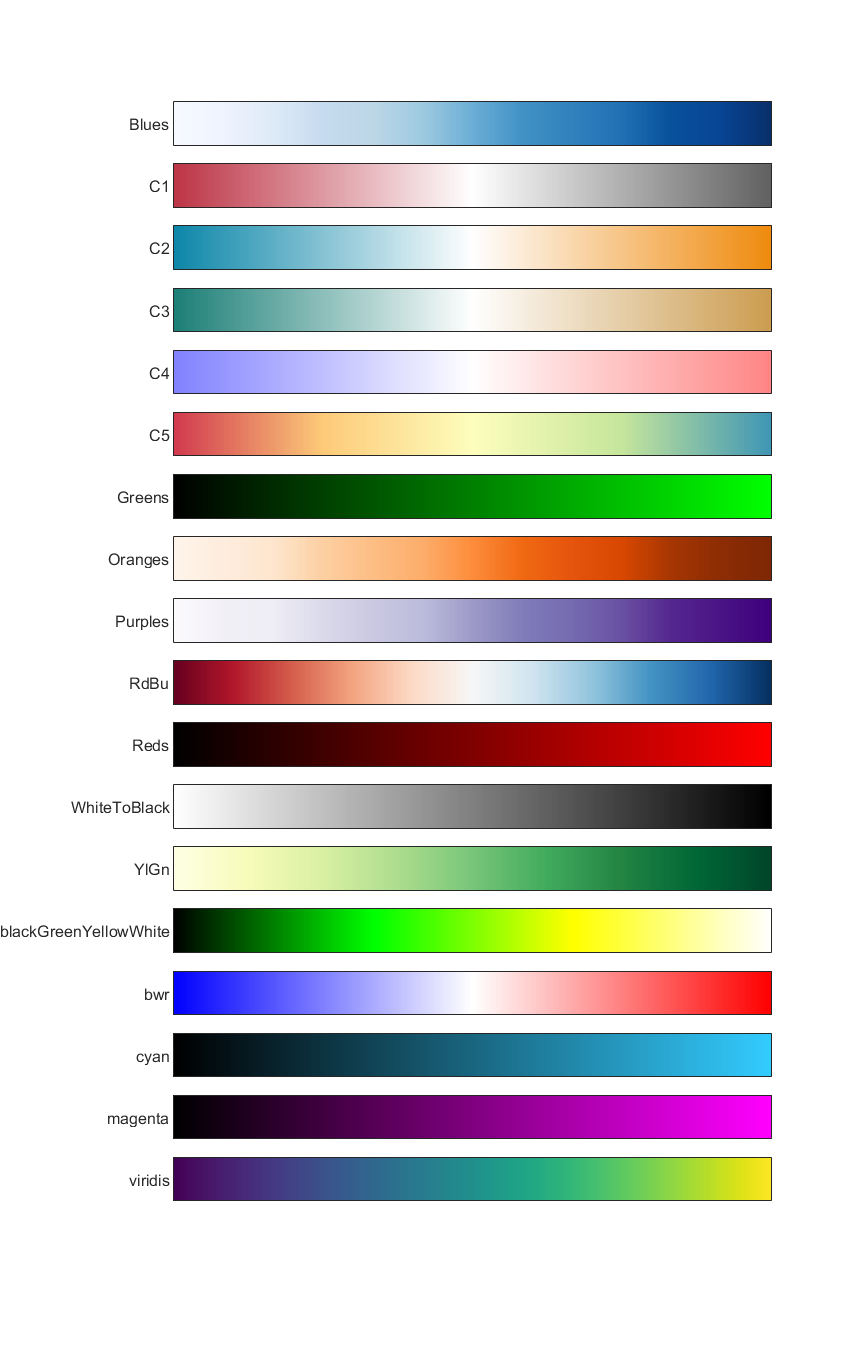 Blues
C1
C2
C3
C4
C5
Greens
Oranges
Purples
RdBu
Reds
WhiteToBlack
YlGn
blackGreenYellowWhite
bwr
cyan
magenta
viridis